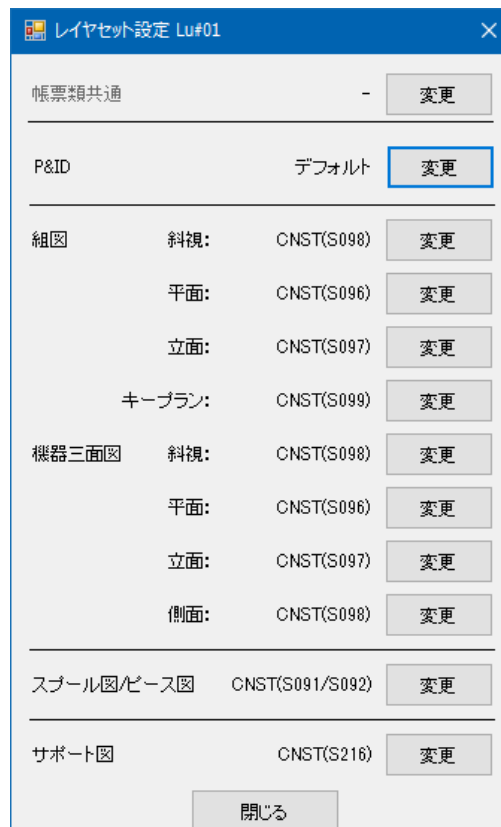 レイヤセット設定 Lu#01
帳票類共通 - 変更
P&ID デフォルト 変更
組図 斜視: CNST(S098) 変更
平面: CNST(S096) 変更
立面: CNST(S097) 変更
キープラン: CNST(S099) 変更
機器三面図 斜視: CNST(S098) 変更
平面: CNST(S096) 変更
立面: CNST(S097) 変更
側面: CNST(S098) 変更
スプール図/ピース図 CNST(S091/S092) 変更
サポート図 CNST(S216) 変更
閉じる